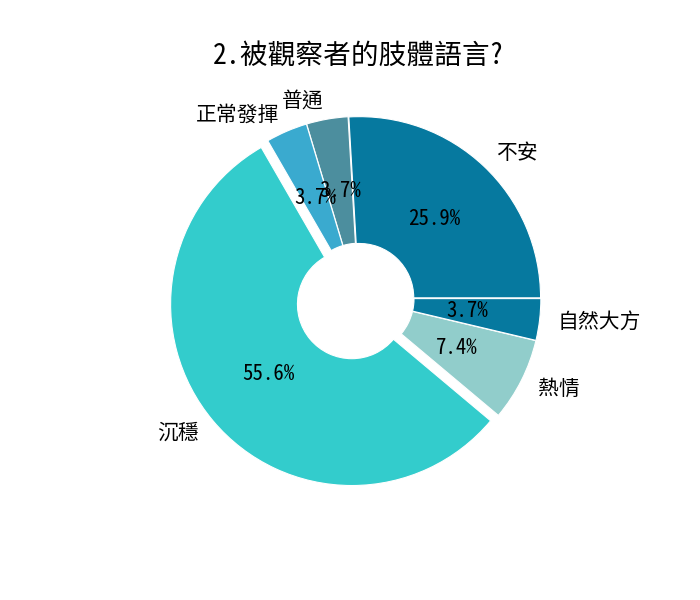 2.被觀察者的肢體語言?
普通
正常發揮
不安
3.7%
3.7%
25.9%
3.7%
自然大方
7.4%
55.6%
熱情
沉穩